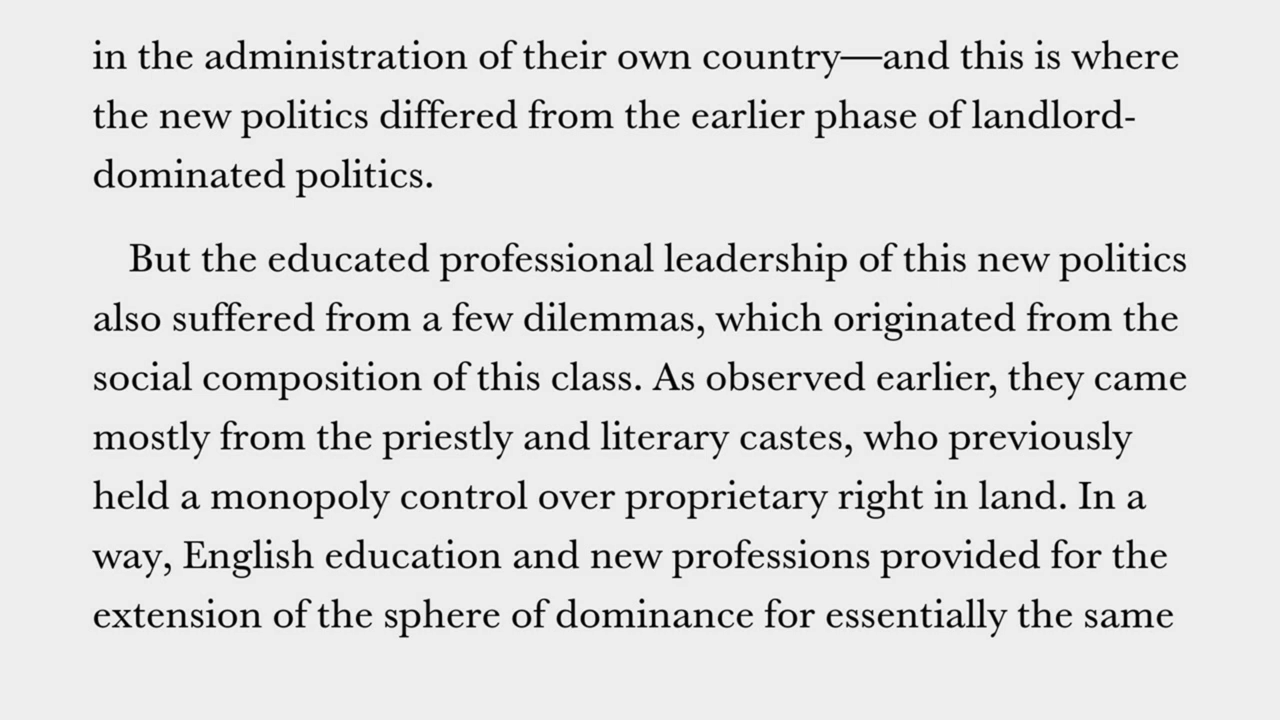 in the administration of their own country—and this is where
the new politics differed from the earlier phase of landlord-
dominated politics.
But the educated professional leadership of this new politics
also suffered from a few dilemmas, which originated from the
social composition of this class. As observed earlier, they came
mostly from the priestly and literary castes, who previously
held a monopoly control over proprietary right in land. In a
way, English education and new professions provided for the
extension of the sphere of dominance for essentially the same